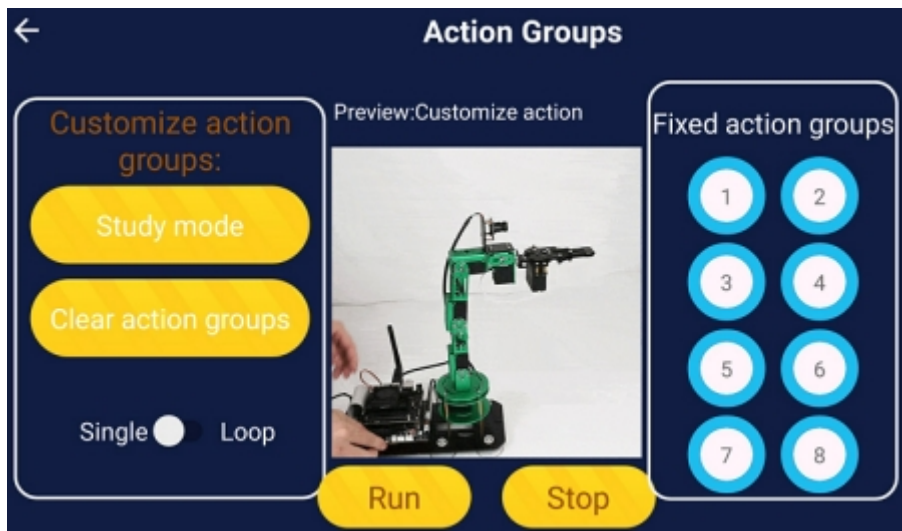 Action Groups
Customize action
groups:
Study mode
Clear action groups
Single Loop
Preview:Customize action
Run Stop
Fixed action groups
1 2
3 4
5 6
7 8